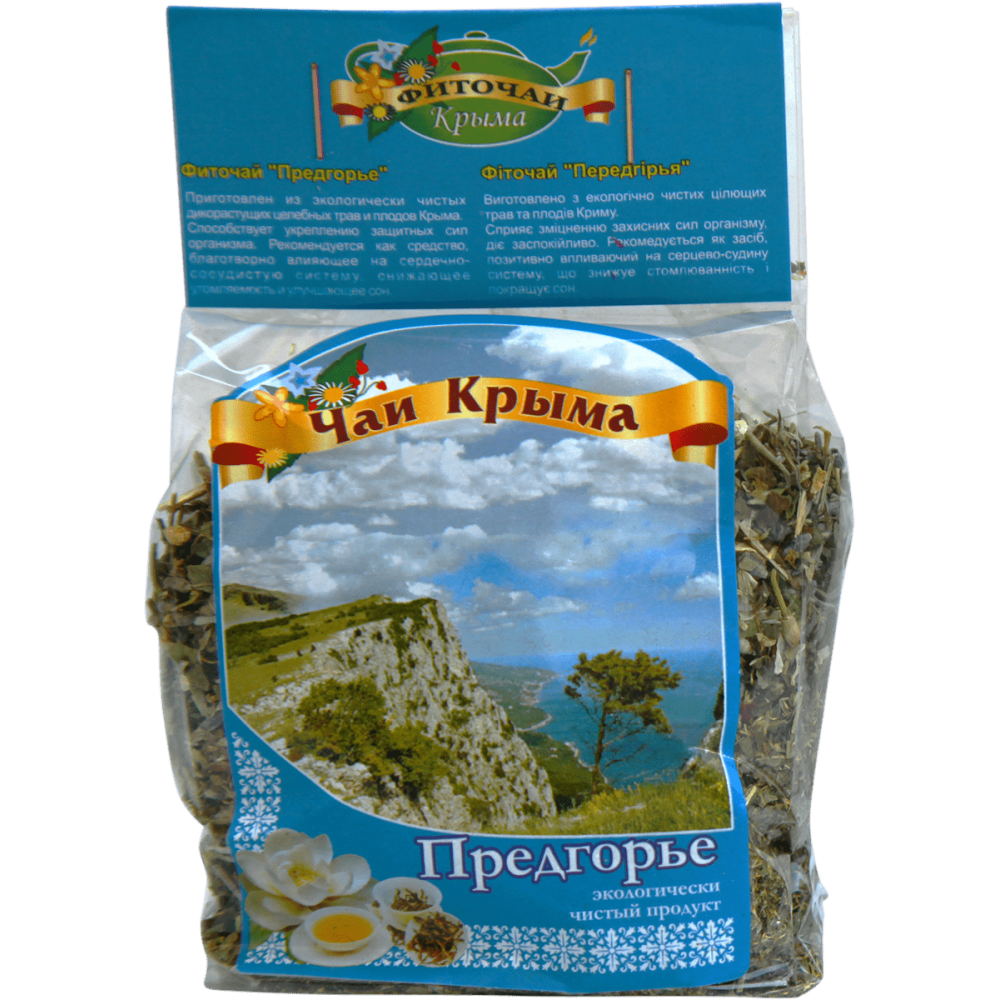 ФИТОЧАИ
Крыма
Фиточай "Предгорье"
Приготовлен из экологически чистых
дикорастущих целебных трав и плодов Крыма.
Способствует укреплению защитных сил
организма. Рекомендуется как средство,
благотворно влияющее на сердечно-
сосудистую систему, снижающее
утомляемость и улучшающее сон.
Фіточай "Передгір'я"
Виготовлено з екологічно чистих цілющих
трав та плодів Криму.
Сприяє зміцненню захисних сил організму,
діє заспокійливо. Рекомедується як засіб,
позитивно впливаючий на серцево-судину
систему, що знижує стомлюванність і
покращує сон.
Чаи Крыма
Предгорье
экологически
чистый продукт